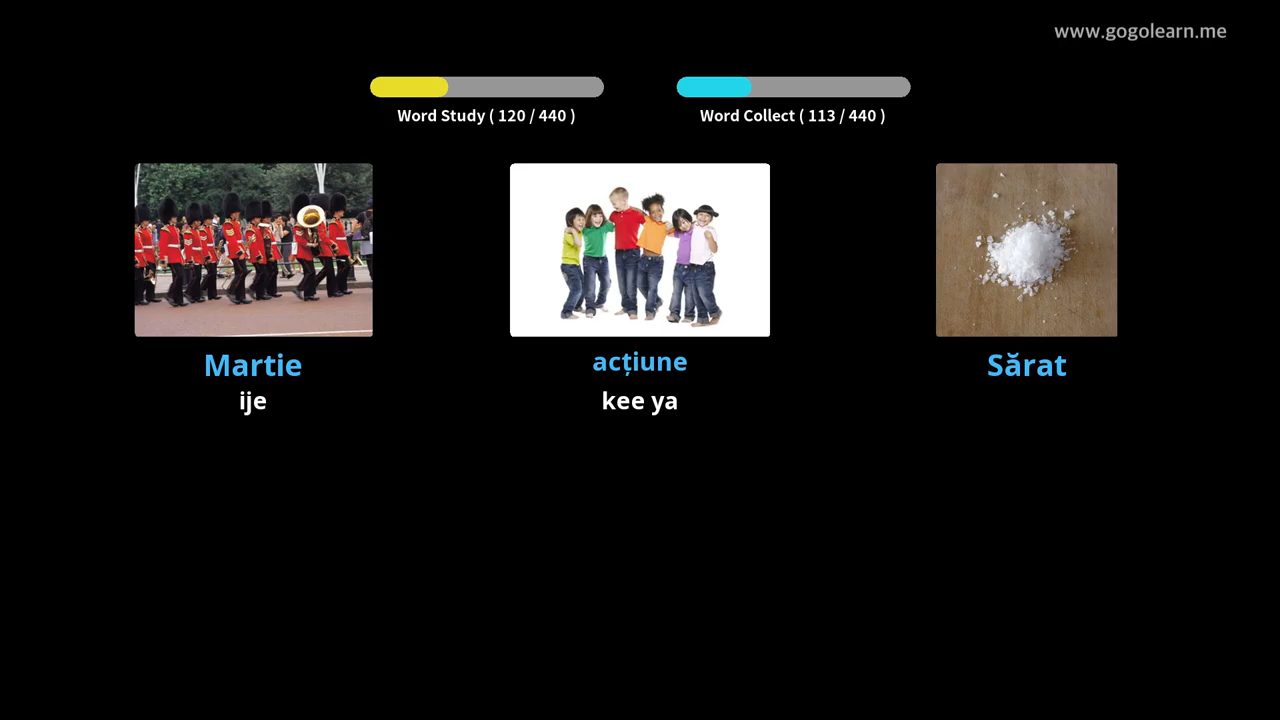 www.gogolearn.me
Word Study ( 120 / 440 )
Word Collect ( 113 / 440 )
Martie
ije
acțiune
kee ya
Sărat